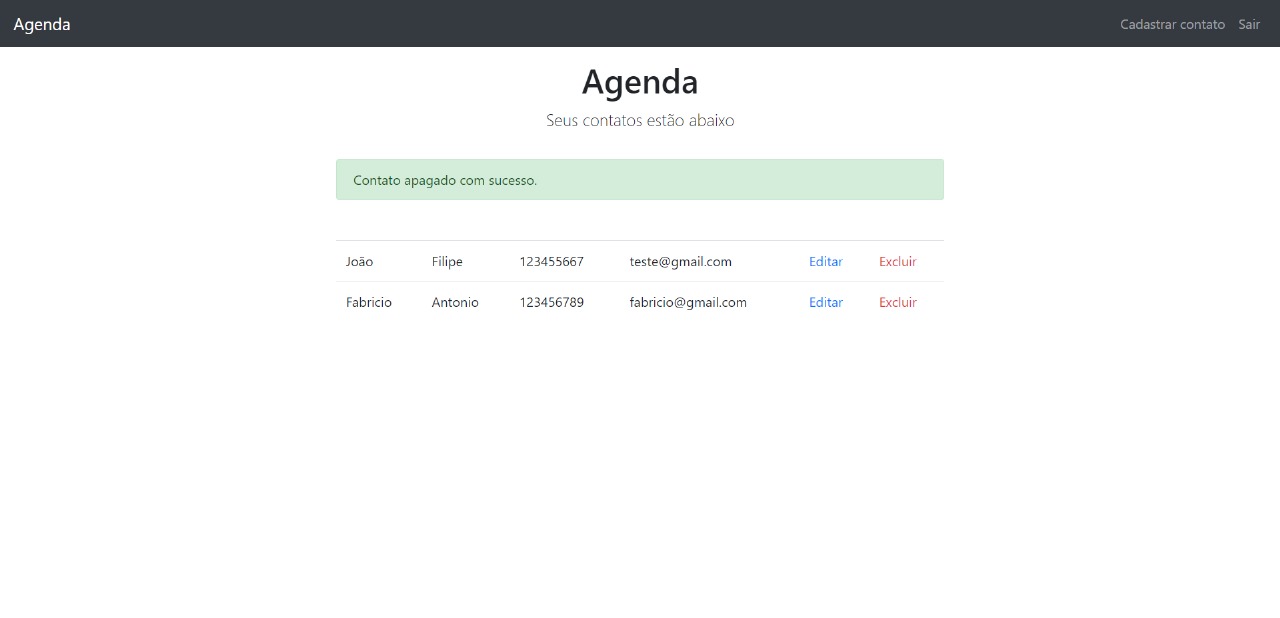 Agenda Cadastrar contato Sair
Agenda
Seus contatos estão abaixo
Contato apagado com sucesso.
João Filipe 123455667 teste@gmail.com Editar Excluir
Fabricio Antonio 123456789 fabricio@gmail.com Editar Excluir